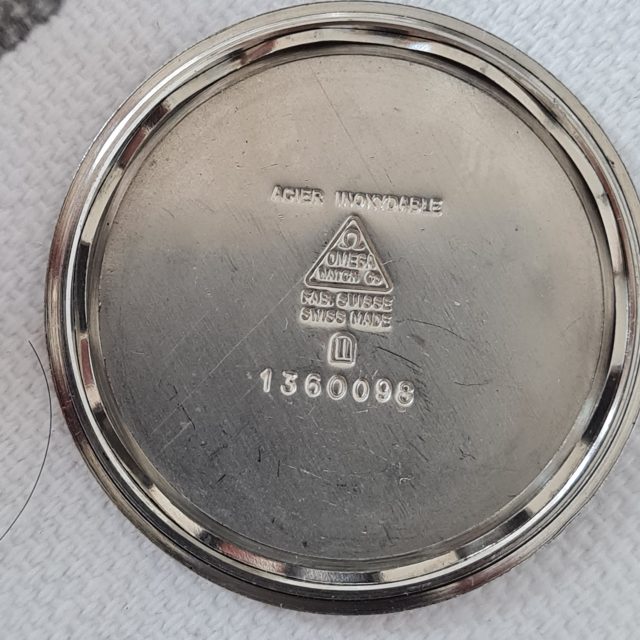 ACIER INOXYDABLE
Ω
OMEGA
WATCH Co
FAB. SUISSE
SWISS MADE
1360098